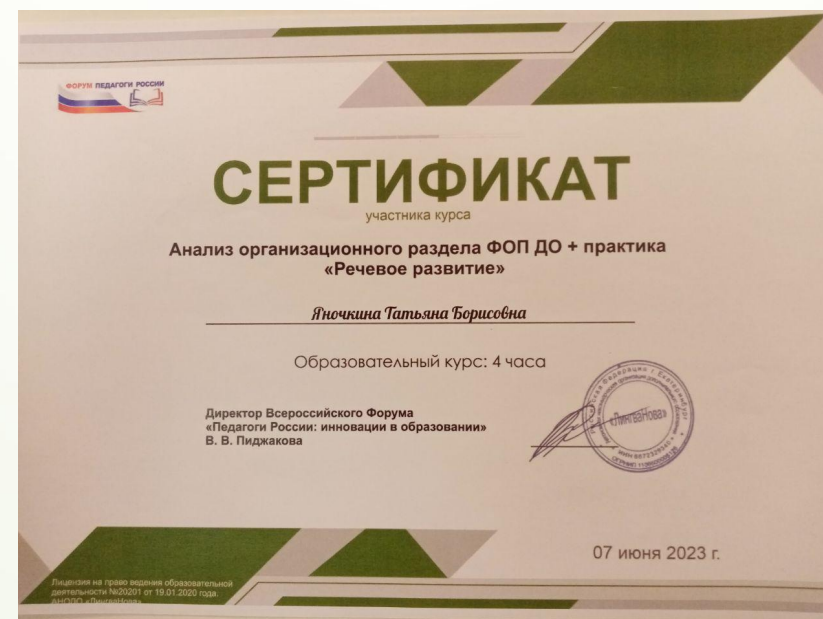 ФОРУМ ПЕДАГОГИ РОССИИ
СЕРТИФИКАТ
участника курса
Анализ организационного раздела ФОП ДО + практика
«Речевое развитие»
Яночкина Татьяна Борисовна
Образовательный курс: 4 часа
Директор Всероссийского Форума
«Педагоги России: инновации в образовании»
В. В. Пиджакова
«ЛингваНова»
07 июня 2023 г.
Лицензия на право ведения образовательной
деятельности №20201 от 19.01.2020 года.
АНОДПО «ЛингваНова»